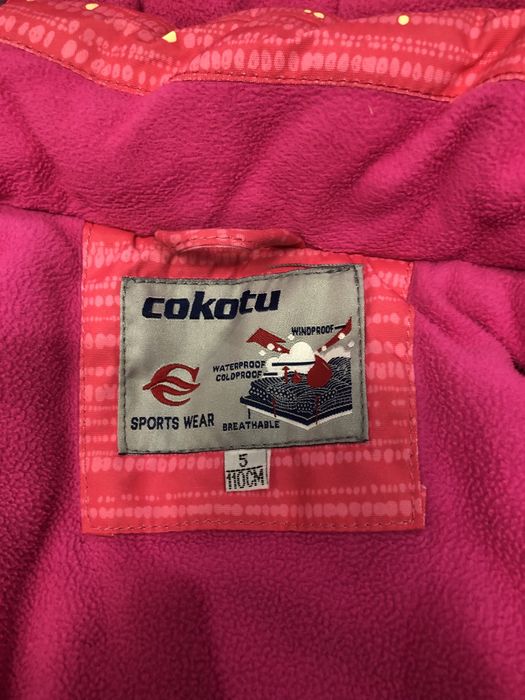 cokotu
WINDPROOF
WATERPROOF
COLDPROOF
SPORTS WEAR
BREATHABLE
5
110CM